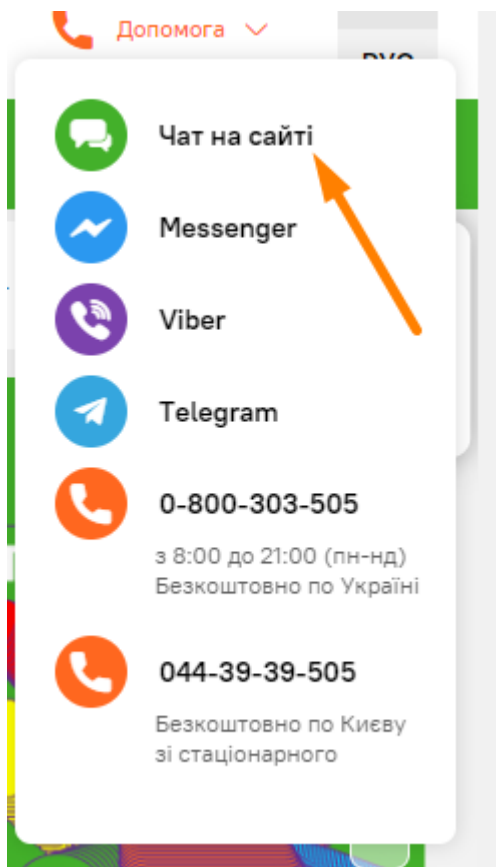 Допомога
Чат на сайті
Messenger
Viber
Telegram
0-800-303-505
з 8:00 до 21:00 (пн-нд)
Безкоштовно по Україні
044-39-39-505
Безкоштовно по Києву
зі стаціонарного